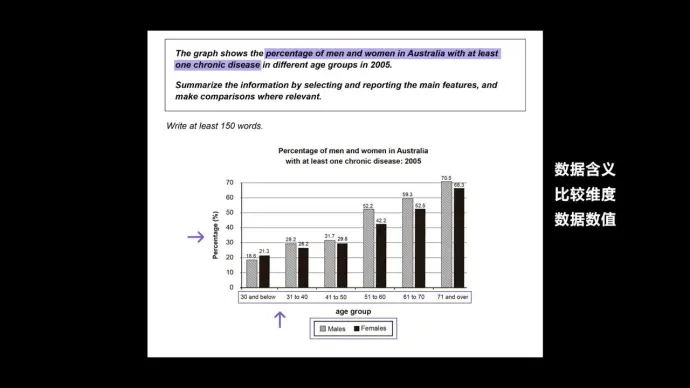 The graph shows the percentage of men and women in Australia with at least
one chronic disease in different age groups in 2005.
Summarize the information by selecting and reporting the main features, and
make comparisons where relevant.
Write at least 150 words.
Percentage of men and women in Australia
with at least one chronic disease: 2005
Percentage (%)
70
60
50
40
30
20
10
0
18.6
21.3
29.2
26.2
31.7
29.8
52.2
42.2
59.3
52.5
70.9
66.3
30 and below
31 to 40
41 to 50
51 to 60
61 to 70
71 and over
age group
Males
Females
数据含义
比较维度
数据数值